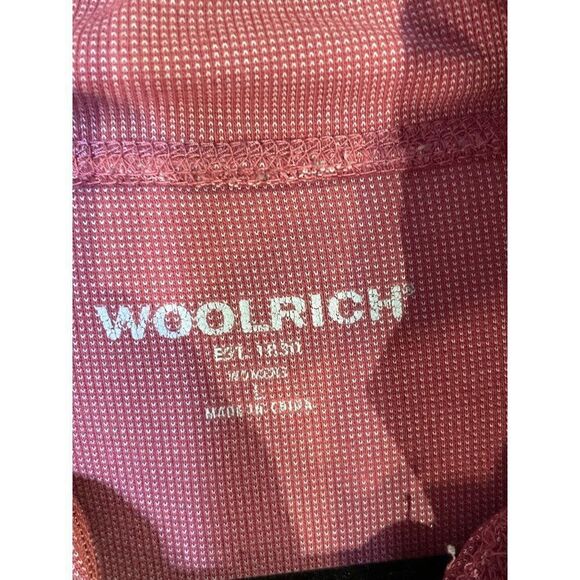 WOOLRICH®
EST. 1830
WOMENS
L
MADE IN CHINA